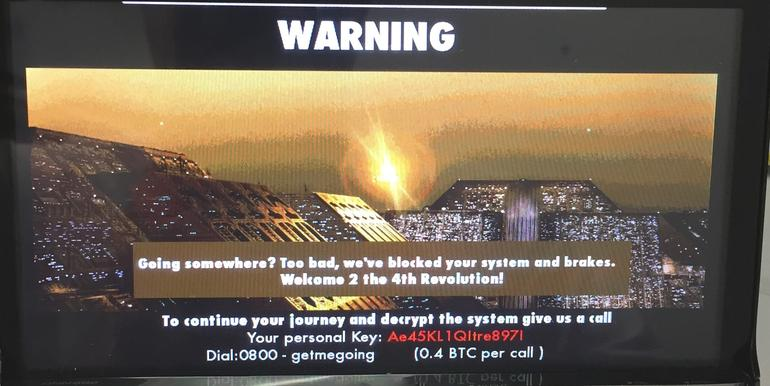 WARNING
Going somewhere? Too bad, we've blocked your system and brakes.
Welcome 2 the 4th Revolution!
To continue your journey and decrypt the system give us a call
Your personal Key: Ae45KL1QItre897I
Dial:0800 - getmegoing (0.4 BTC per call )